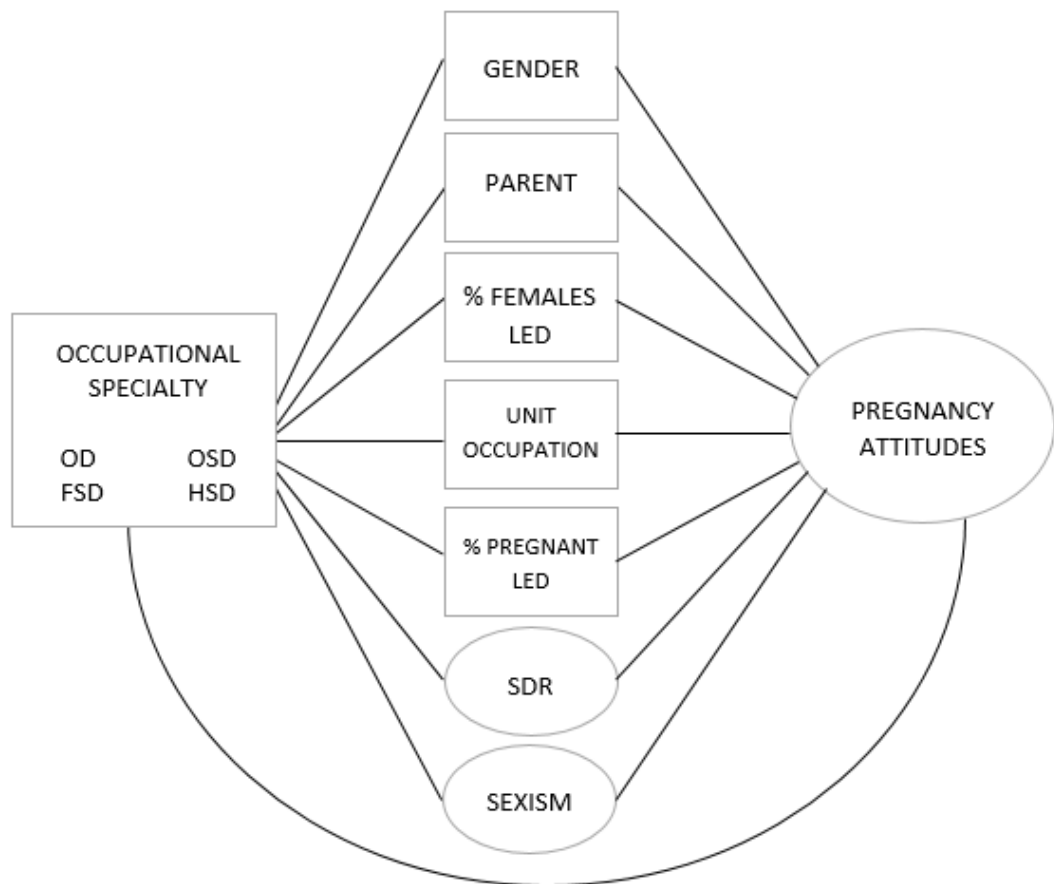 GENDER
PARENT
% FEMALES
LED
OCCUPATIONAL
SPECIALTY
OD OSD
FSD HSD
UNIT
OCCUPATION
PREGNANCY
ATTITUDES
% PREGNANT
LED
SDR
SEXISM